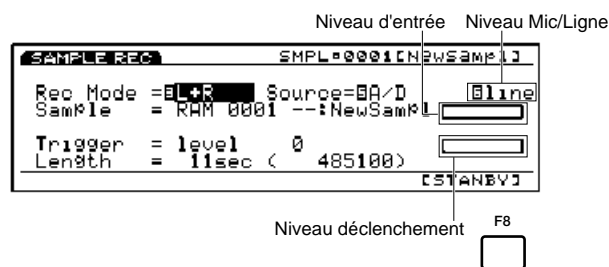 Niveau d'entrée Niveau Mic/Ligne
SAMPLE REC SMPL=0001[NewSampl]
Rec Mode =L+R Source=A/D line
Sample = RAM 0001 --:NewSampl
Trigger = level 0
Length = 11sec ( 485100)
[STANDBY]
Niveau déclenchement F8